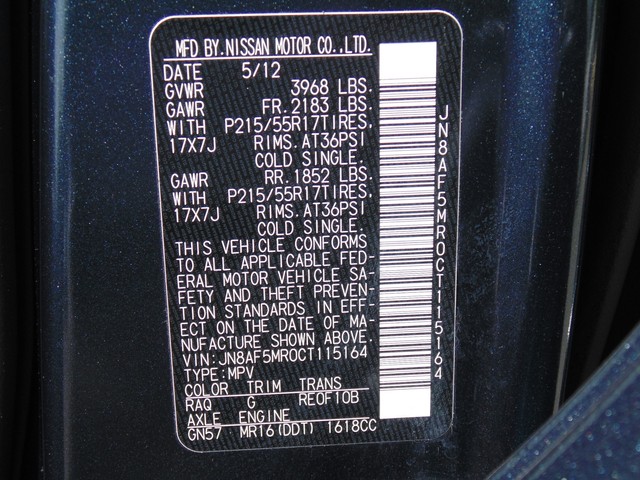 MFD BY.NISSAN MOTOR CO.,LTD.
DATE 5/12
GVWR 3968 LBS.
GAWR FR.2183 LBS.
WITH P215/55R17TIRES.
17X7J RIMS.AT36PSI
COLD SINGLE.
GAWR RR.1852 LBS.
WITH P215/55R17TIRES.
17X7J RIMS.AT36PSI
COLD SINGLE.
THIS VEHICLE CONFORMS
TO ALL APPLICABLE FED-
ERAL MOTOR VEHICLE SA-
FETY AND THEFT PREVEN-
TION STANDARDS IN EFF-
ECT ON THE DATE OF MA-
NUFACTURE SHOWN ABOVE.
VIN:JN8AF5MR0CT115164
TYPE:MPV
COLOR TRIM TRANS
RAQ G RE0F10B
AXLE ENGINE
GN57 MR16(DDT) 1618CC
JN8AF5MR0CT115164